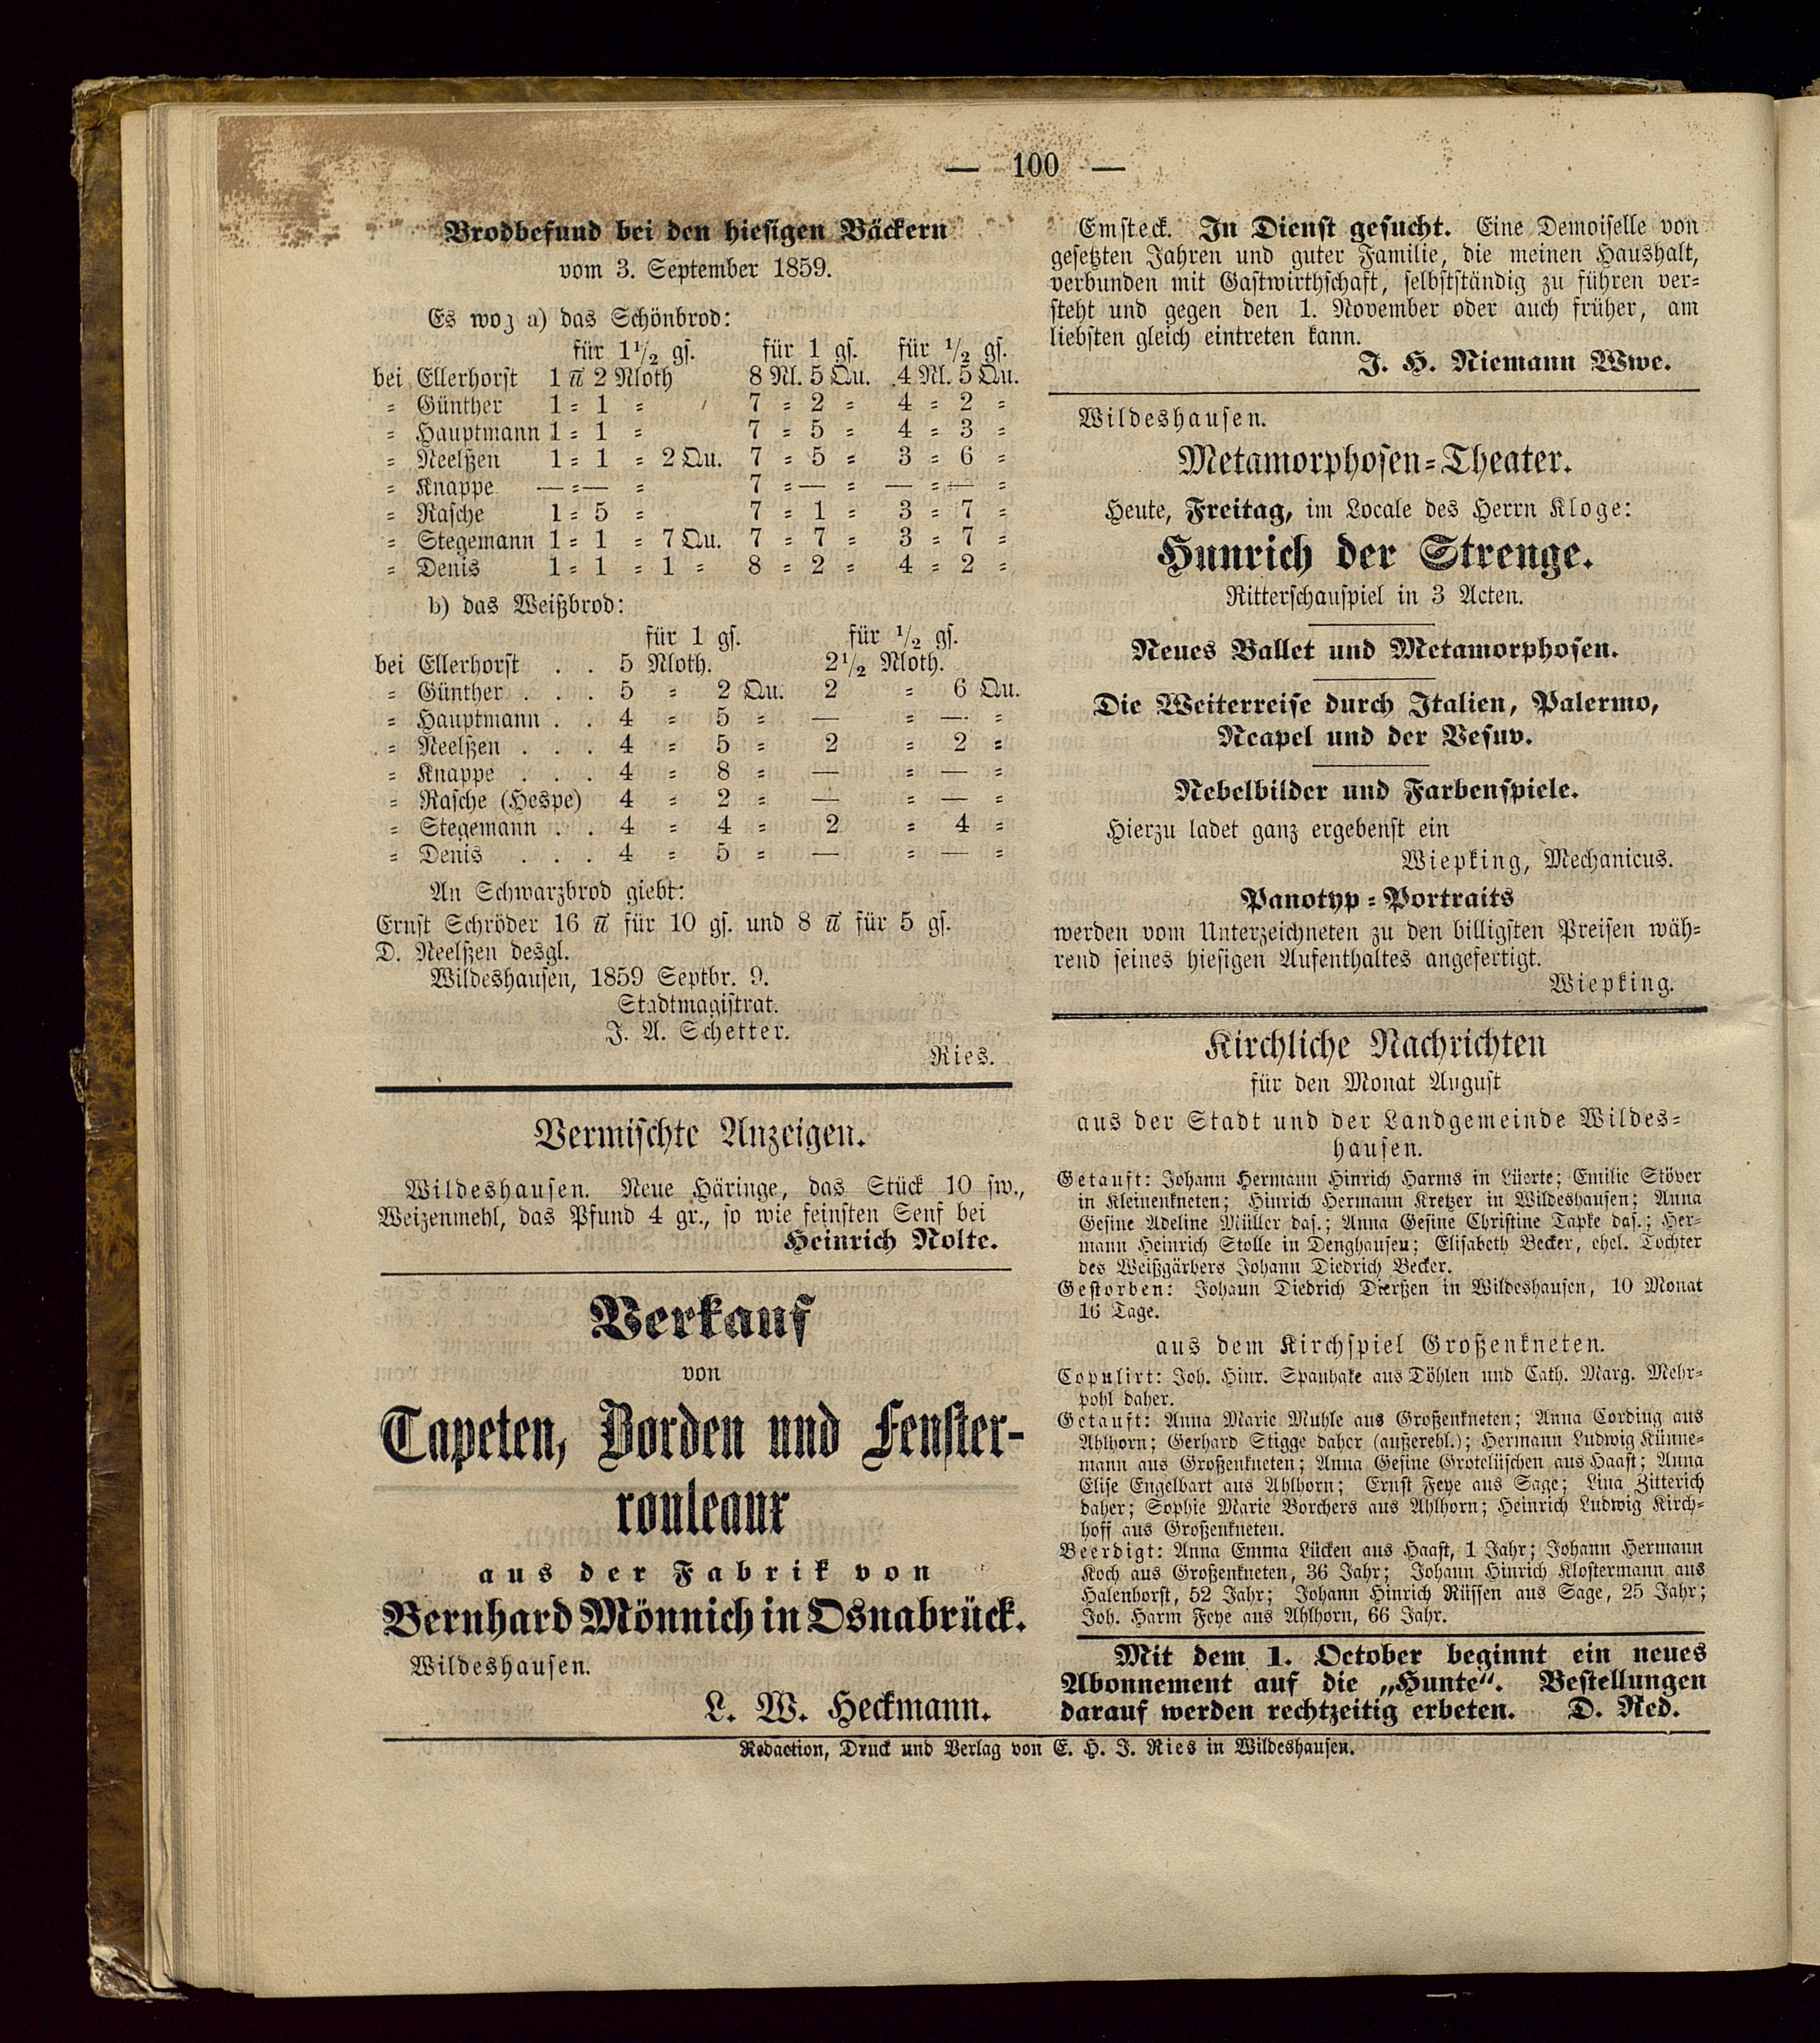 — 100 —
Brodbefund bei den hiesigen Bäckern
vom 3. September 1859.
Es wog a) das Schönbrod:
für 1½ gs. für 1 gs. für ½ gs.
bei Ellerhorst 1 ℔ 2 Nloth 8 Nl. 5 Qu. 4 Nl. 5 Qu.
= Günther 1 = 1 = 7 = 2 = 4 = 2 =
= Hauptmann 1 = 1 = 7 = 5 = 4 = 3 =
= Neelßen 1 = 1 = 2 Qu. 7 = 5 = 3 = 6 =
= Knappe — = — = 7 = — = — = — =
= Rasche 1 = 5 = 7 = 1 = 3 = 7 =
= Stegemann 1 = 1 = 7 Qu. 7 = 7 = 3 = 7 =
= Denis 1 = 1 = 1 = 8 = 2 = 4 = 2 =
b) das Weißbrod:
für 1 gs. für ½ gs.
bei Ellerhorst . . 5 Nloth. 2½ Nloth.
= Günther . . . 5 = 2 Qu. 2 = 6 Qu.
= Hauptmann . . 4 = 5 = — = — =
= Neelßen . . . 4 = 5 = 2 = 2 =
= Knappe . . . 4 = 8 = — = — =
= Rasche (Hespe) 4 = 2 = — = — =
= Stegemann . . 4 = 4 = 2 = 4 =
= Denis . . . 4 = 5 = — = — =
An Schwarzbrod giebt:
Ernst Schröder 16 ℔ für 10 gs. und 8 ℔ für 5 gs.
D. Neelßen desgl.
Wildeshausen, 1859 Septbr. 9.
Stadtmagistrat.
J. A. Schetter.
Ries.
Vermischte Anzeigen.
Wildeshausen. Neue Häringe, das Stück 10 sw.,
Weizenmehl, das Pfund 4 gr., so wie feinsten Senf bei
Heinrich Nolte.
Verkauf
von
Tapeten, Borden und Fenster-
rouleaux
aus der Fabrik von
Bernhard Mönnich in Osnabrück.
Wildeshausen.
L. W. Heckmann.
Emsteck. In Dienst gesucht. Eine Demoiselle von
gesetzten Jahren und guter Familie, die meinen Haushalt,
verbunden mit Gastwirthschaft, selbstständig zu führen ver=
steht und gegen den 1. November oder auch früher, am
liebsten gleich eintreten kann.
J. H. Niemann Wwe.
Wildeshausen.
Metamorphosen=Theater.
Heute, Freitag, im Locale des Herrn Kloge:
Hunrich der Strenge.
Ritterschauspiel in 3 Acten.
Neues Ballet und Metamorphosen.
Die Weiterreise durch Italien, Palermo,
Neapel und der Vesuv.
Nebelbilder und Farbenspiele.
Hierzu ladet ganz ergebenst ein
Wiepking, Mechanicus.
Panotyp=Portraits
werden vom Unterzeichneten zu den billigsten Preisen wäh=
rend seines hiesigen Aufenthaltes angefertigt.
Wiepking.
Kirchliche Nachrichten
für den Monat August
aus der Stadt und der Landgemeinde Wildes=
hausen.
Getauft: Johann Hermann Hinrich Harms in Lüerte; Emilie Stöver
in Kleinenkneten; Hinrich Hermann Kretzer in Wildeshausen; Anna
Gesine Adeline Müller das.; Anna Gesine Christine Tapke das.; Her=
mann Heinrich Stolle in Denghausen; Elisabeth Becker, ehel. Tochter
des Weißgärbers Johann Diedrich Becker.
Gestorben: Johann Diedrich Dierßen in Wildeshausen, 10 Monat
16 Tage.
aus dem Kirchspiel Großenkneten.
Copulirt: Joh. Hinr. Spanhake aus Döhlen und Cath. Marg. Mehr=
pohl daher.
Getauft: Anna Marie Muhle aus Großenkneten; Anna Cording aus
Ahlhorn; Gerhard Stigge daher (außerehl.); Hermann Ludwig Künne=
mann aus Großenkneten; Anna Gesine Grotelüschen aus Haast; Anna
Elise Engelbart aus Ahlhorn; Ernst Feye aus Sage; Lina Zitterich
daher; Sophie Marie Borchers aus Ahlhorn; Heinrich Ludwig Kirch=
hoff aus Großenkneten.
Beerdigt: Anna Emma Lücken aus Haast, 1 Jahr; Johann Hermann
Koch aus Großenkneten, 36 Jahr; Johann Hinrich Klostermann aus
Halenhorst, 52 Jahr; Johann Hinrich Rüssen aus Sage, 25 Jahr;
Joh. Harm Feye aus Ahlhorn, 66 Jahr.
Mit dem 1. October beginnt ein neues
Abonnement auf die „Hunte“. Bestellungen
darauf werden rechtzeitig erbeten. D. Red.
Redaction, Druck und Verlag von E. H. J. Ries in Wildeshausen.